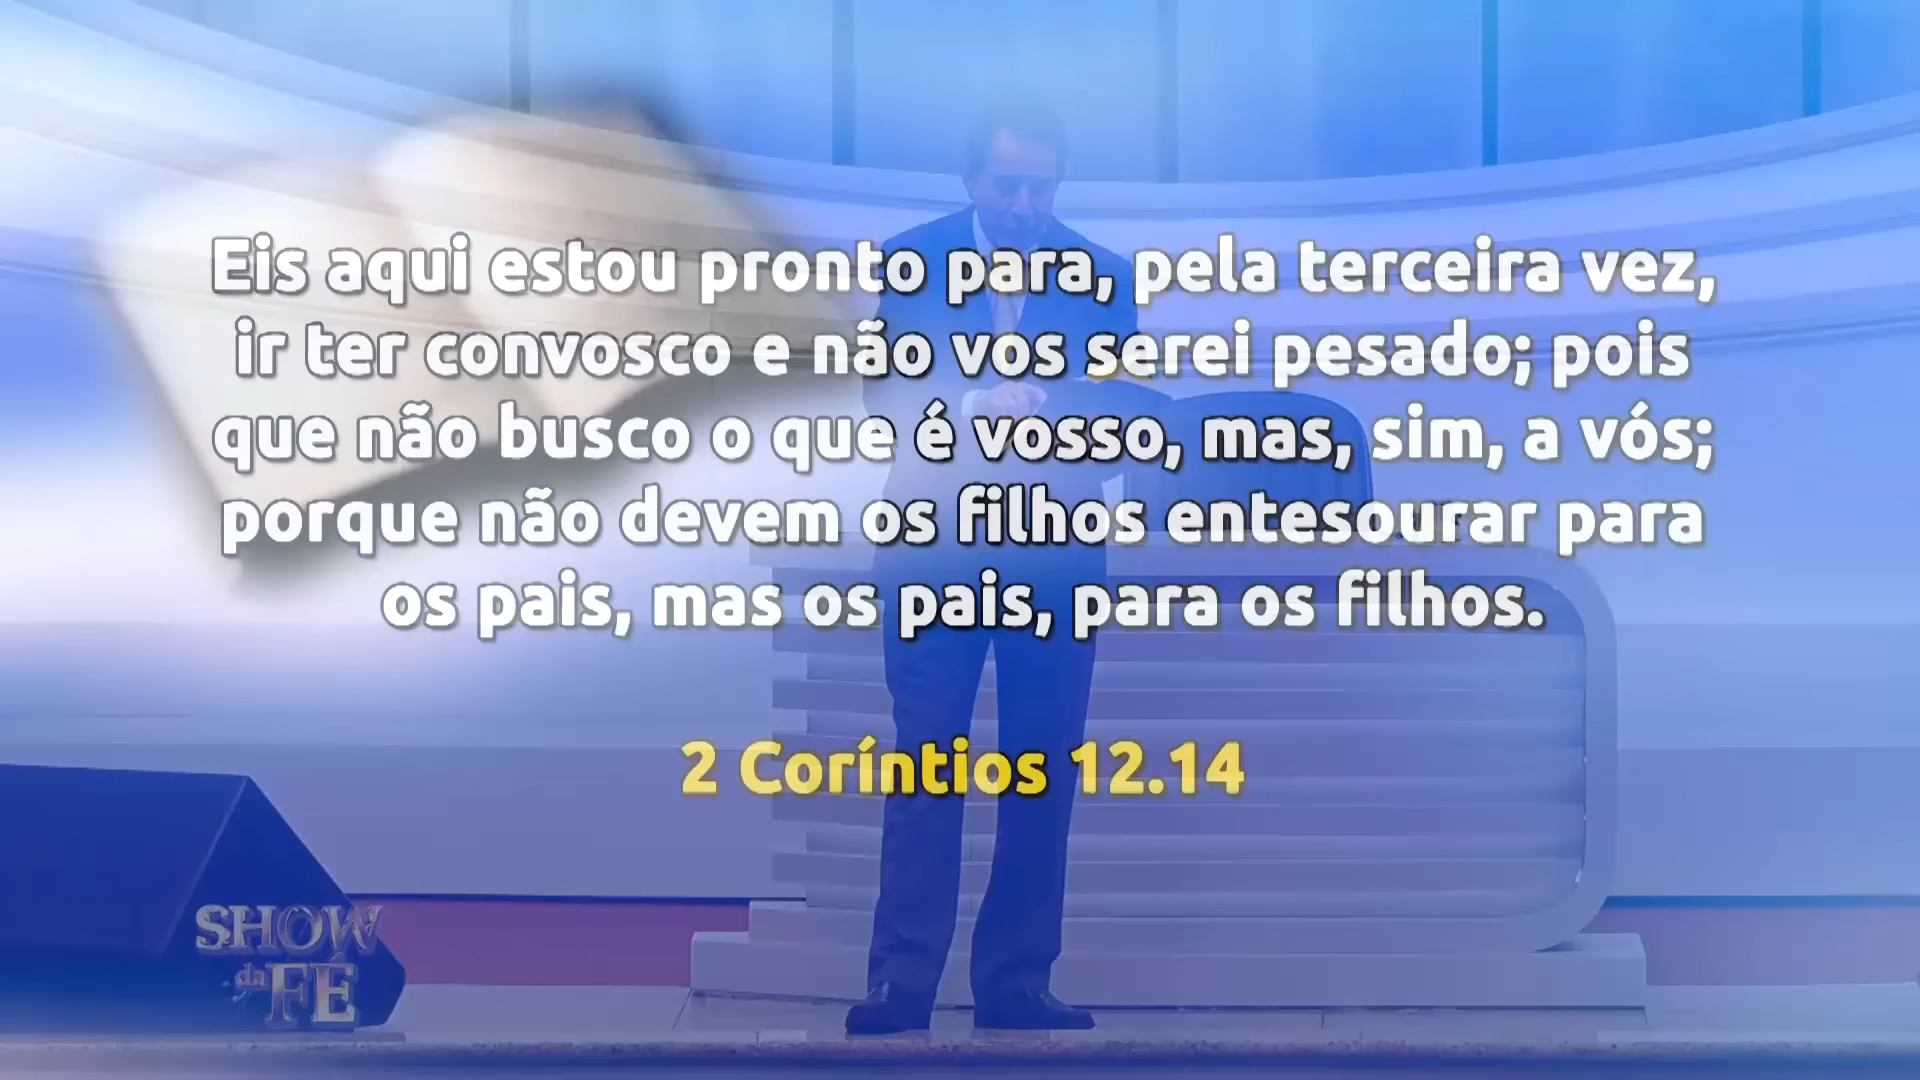 Eis aqui estou pronto para, pela terceira vez,
ir ter convosco e não vos serei pesado; pois
que não busco o que é vosso, mas, sim, a vós;
porque não devem os filhos entesourar para
os pais, mas os pais, para os filhos.
2 Coríntios 12.14
SHOW
da FÉ